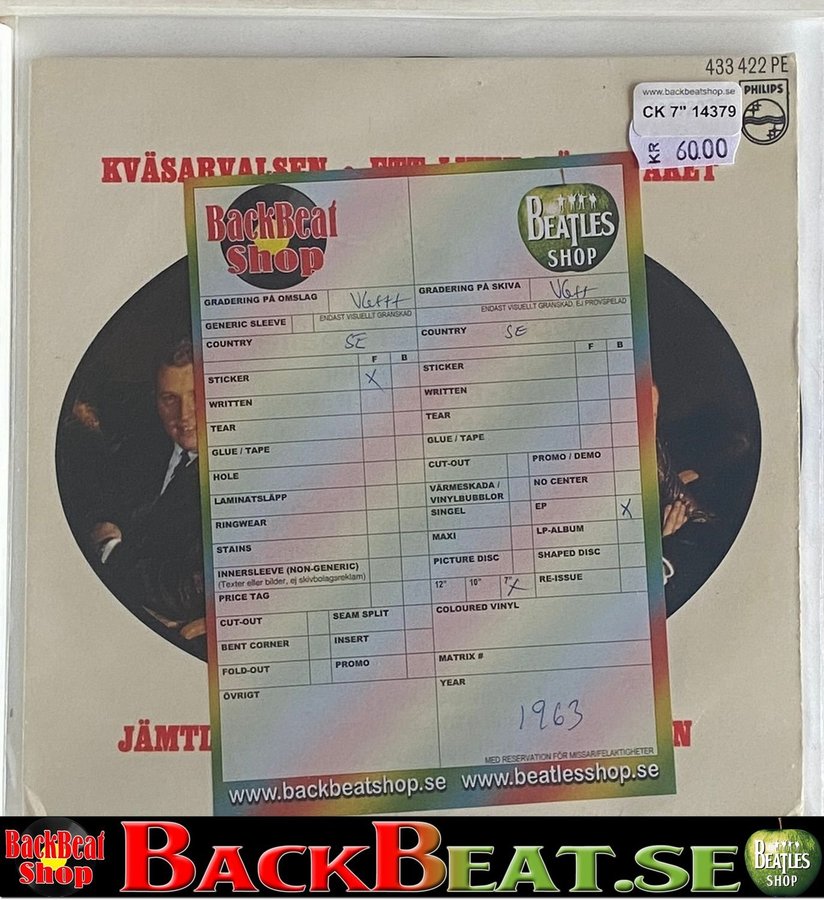 433 422 PE
www.backbeatshop.se
PHILIPS
CK 7" 14379
KR 60.00
KVÄSARVALSEN
BackBeat Shop
BEATLES SHOP
GRADERING PÅ OMSLAG VG+++
ENDAST VISUELLT GRANSKAD
GRADERING PÅ SKIVA VG++
ENDAST VISUELLT GRANSKAD, EJ PROVSPELAD
GENERIC SLEEVE
COUNTRY SE
COUNTRY SE
F B
F B
STICKER X
STICKER
WRITTEN
WRITTEN
TEAR
TEAR
GLUE / TAPE
GLUE / TAPE
HOLE
CUT-OUT
PROMO / DEMO
LAMINATSLÄPP
VÄRMESKADA / VINYLBUBBLOR
NO CENTER
RINGWEAR
SINGEL
EP X
STAINS
MAXI
LP-ALBUM
INNERSLEEVE (NON-GENERIC)
(Texter eller bilder, ej skivbolagsreklam)
PICTURE DISC
SHAPED DISC
PRICE TAG
12" 10" 7" X
RE-ISSUE
CUT-OUT
SEAM SPLIT
COLOURED VINYL
BENT CORNER
INSERT
FOLD-OUT
PROMO
MATRIX #
ÖVRIGT
YEAR
1963
MED RESERVATION FÖR MISSAR/FELAKTIGHETER
www.backbeatshop.se www.beatlesshop.se
JÄMTL
N
BackBeat Shop
BACKBEAT.SE
BEATLES SHOP